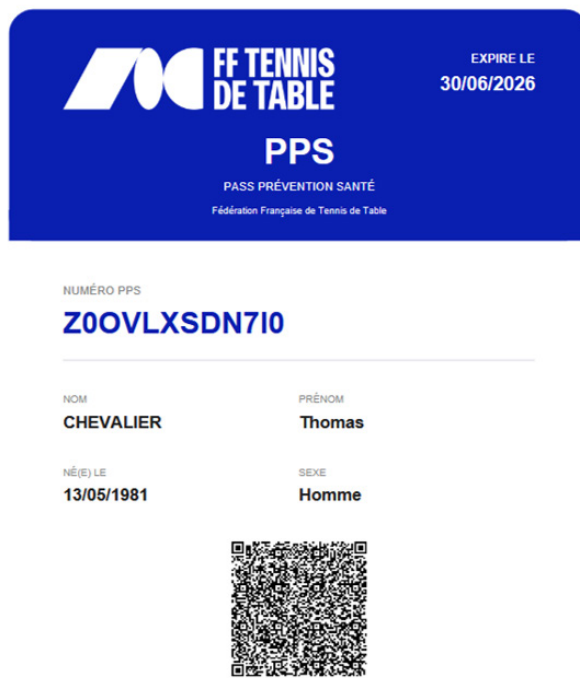 FF TENNIS
DE TABLE
EXPIRE LE
30/06/2026
PPS
PASS PRÉVENTION SANTÉ
Fédération Française de Tennis de Table
NUMÉRO PPS
Z0OVLXSDN7I0
NOM
CHEVALIER
PRÉNOM
Thomas
NÉ(E) LE
13/05/1981
SEXE
Homme